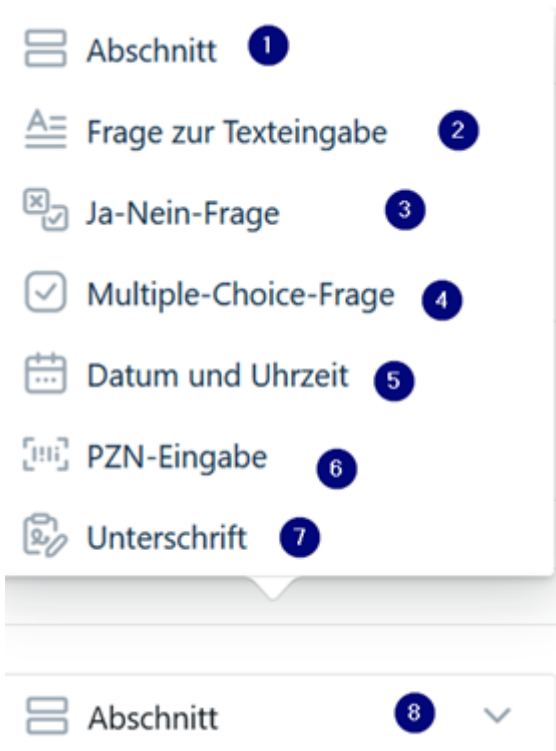 Abschnitt 1
Frage zur Texteingabe 2
Ja-Nein-Frage 3
Multiple-Choice-Frage 4
Datum und Uhrzeit 5
PZN-Eingabe 6
Unterschrift 7
Abschnitt 8